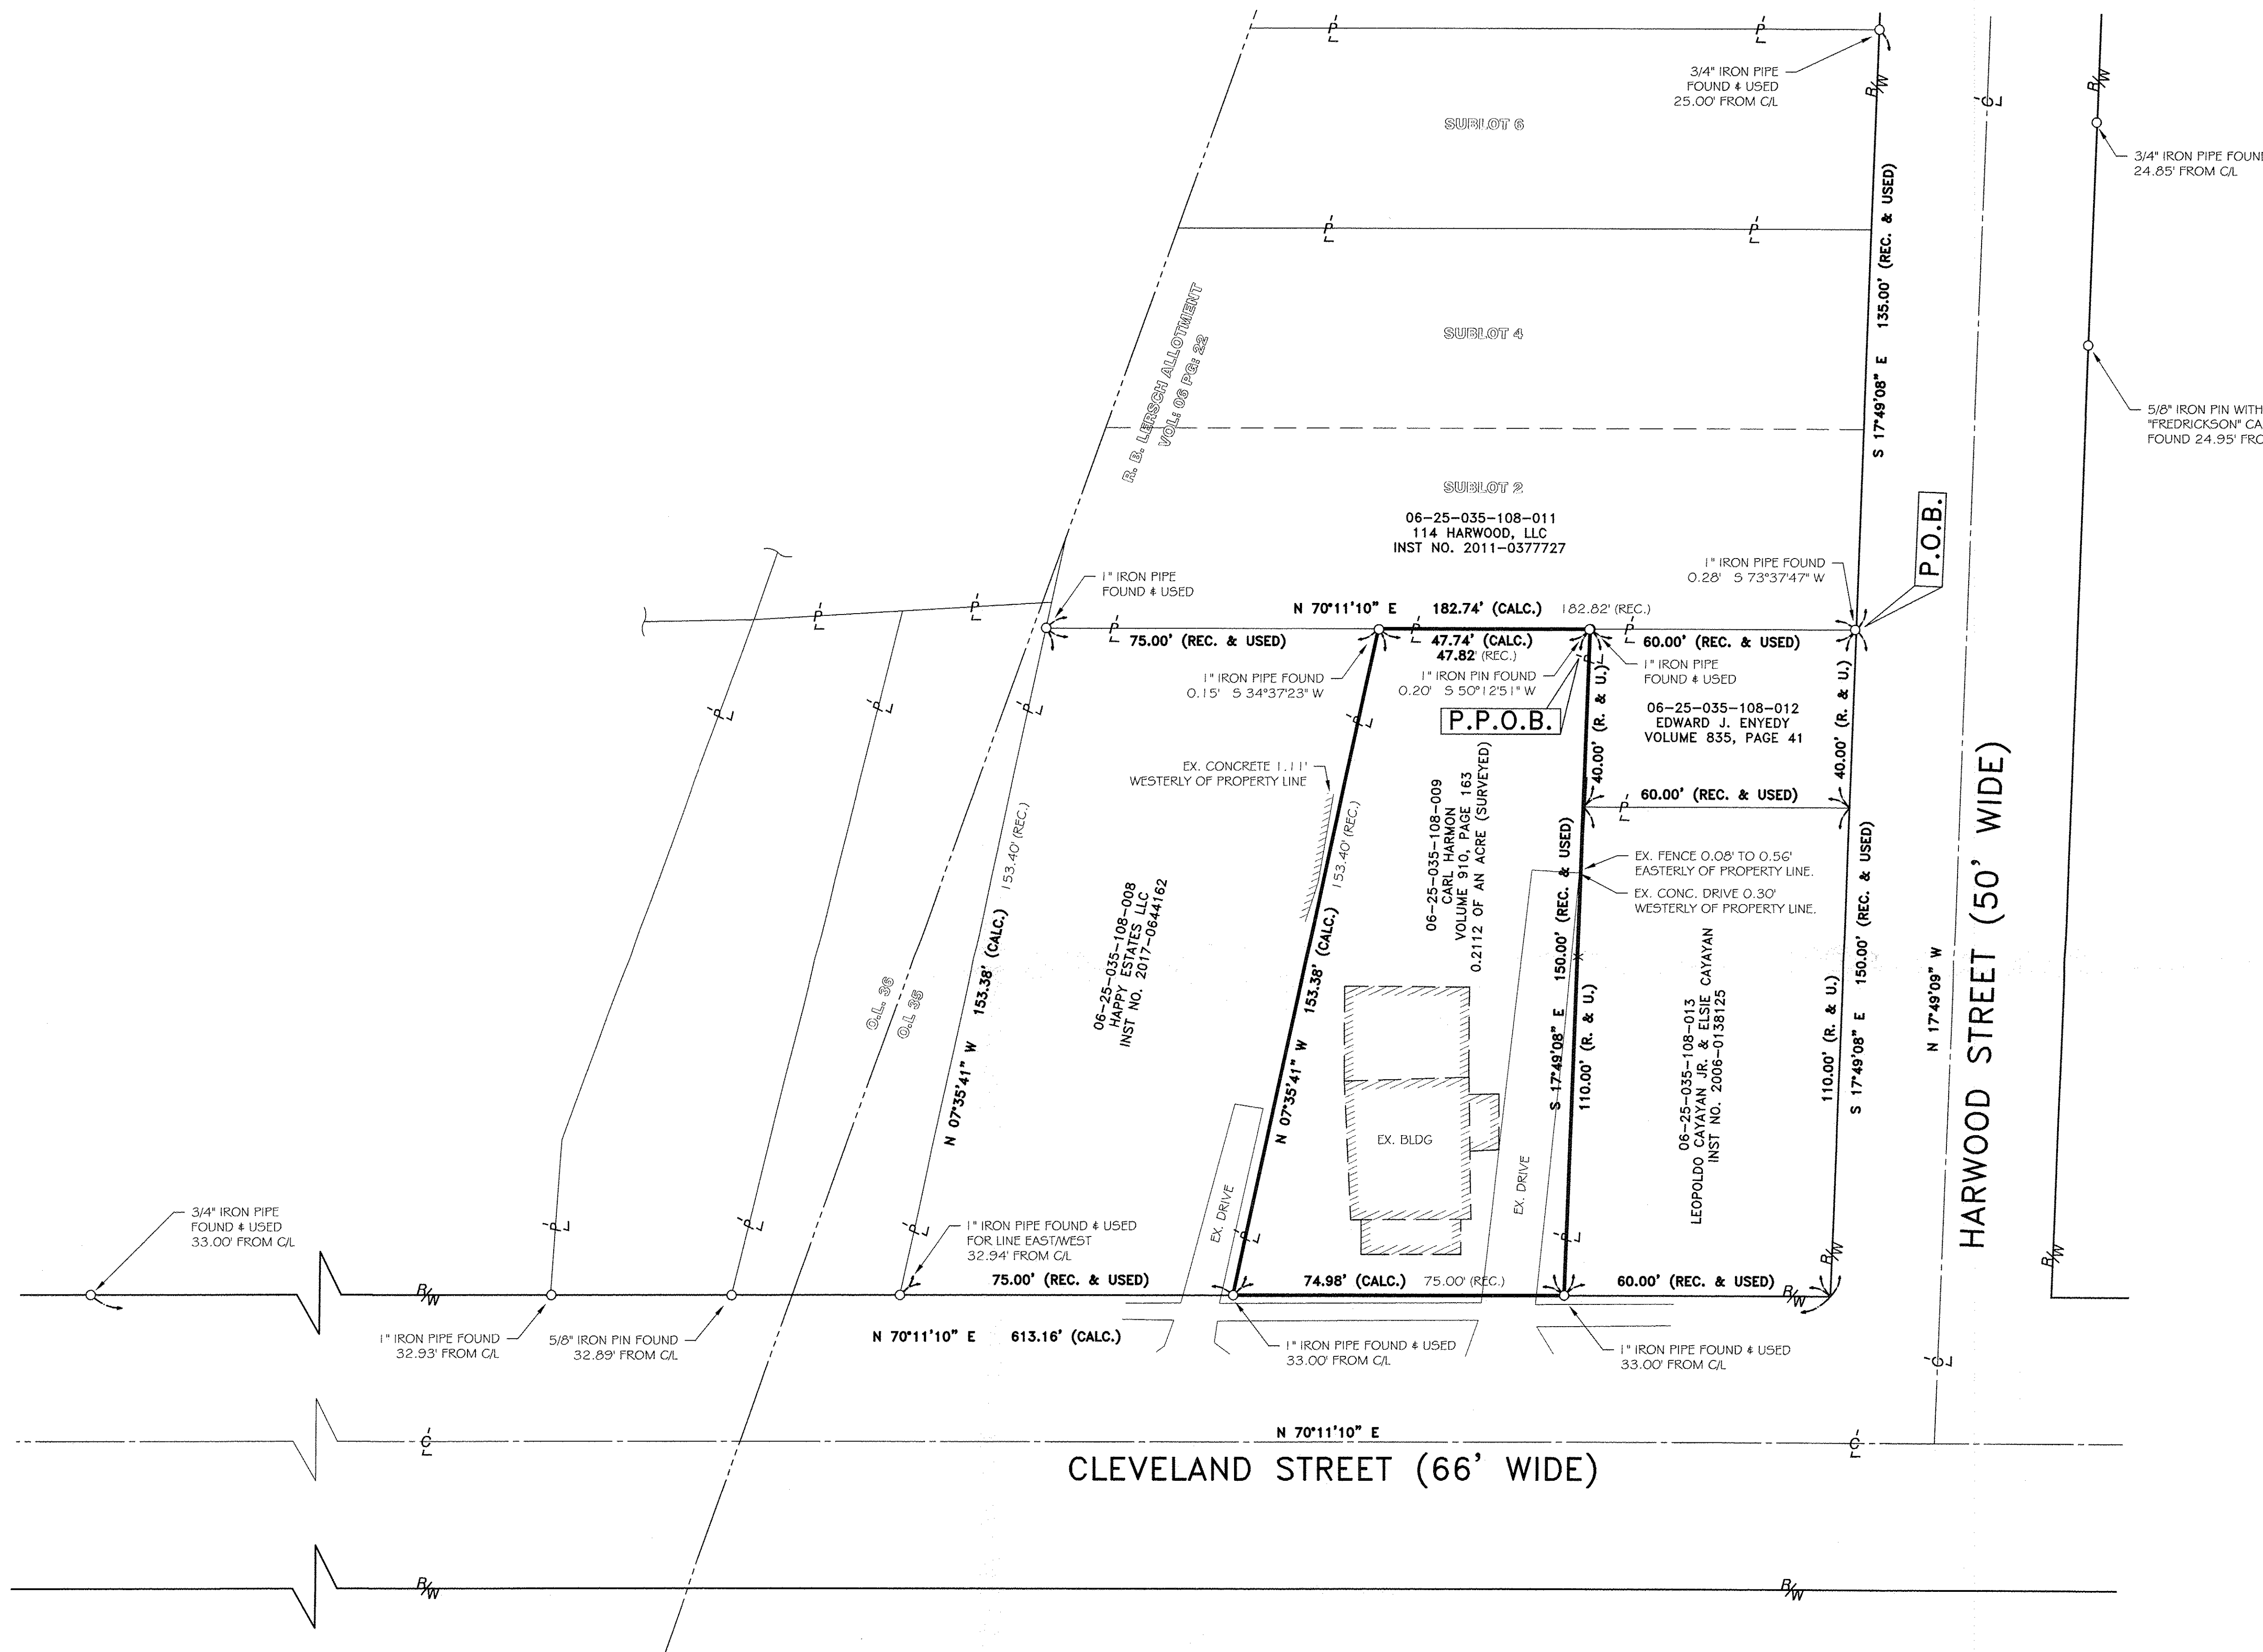 3/4" IRON PIPE
FOUND & USED
25.00' FROM C/L
P/L
P/L
R/W
R/W
C/L
SUBLOT 6
3/4" IRON PIPE FOUN
24.85' FROM C/L
S 17°49'08" E 135.00' (REC. & USED)
P/L
P/L
R. B. LERSCH ALLOTMENT
VOL: 06 PG: 22
SUBLOT 4
5/8" IRON PIN WITH
"FREDRICKSON" CA
FOUND 24.95' FRO
SUBLOT 2
06-25-035-108-011
114 HARWOOD, LLC
INST NO. 2011-0377727
P.O.B.
1" IRON PIPE FOUND
0.28' S 73°37'47" W
1" IRON PIPE
FOUND & USED
N 70°11'10" E 182.74' (CALC.) 182.82' (REC.)
P/L
P/L
P/L
P/L
P/L
75.00' (REC. & USED)
47.74' (CALC.)
47.82' (REC.)
60.00' (REC. & USED)
1" IRON PIPE FOUND
0.15' S 34°37'23" W
1" IRON PIN FOUND
0.20' S 50°12'51" W
1" IRON PIPE
FOUND & USED
P.P.O.B.
P/L
40.00' (R. & U.)
06-25-035-108-012
EDWARD J. ENYEDY
VOLUME 835, PAGE 41
40.00' (R. & U.)
P/L
P/L
P/L
P/L
EX. CONCRETE 1.11'
WESTERLY OF PROPERTY LINE
60.00' (REC. & USED)
P/L
N 07°35'41" W 153.38' (CALC.) 153.40' (REC.)
06-25-035-108-008
HAPPY ESTATES LLC
INST NO. 2017-0644162
N 07°35'41" W 153.38' (CALC.) 153.40' (REC.)
06-25-035-108-009
CARL HARMON
VOLUME 910, PAGE 163
0.2112 OF AN ACRE (SURVEYED)
S 17°49'08" E 150.00' (REC. & USED)
110.00' (R. & U.)
EX. FENCE 0.08' TO 0.56'
EASTERLY OF PROPERTY LINE.
EX. CONC. DRIVE 0.30'
WESTERLY OF PROPERTY LINE.
06-25-035-108-013
LEOPOLDO CAYAYAN JR. & ELSIE CAYAYAN
INST NO. 2006-0138125
110.00' (R. & U.)
S 17°49'08" E 150.00' (REC. & USED)
N 17°49'09" W
HARWOOD STREET (50' WIDE)
O.L. 36
O.L 35
EX. BLDG
EX. DRIVE
EX. DRIVE
3/4" IRON PIPE
FOUND & USED
33.00' FROM C/L
P/L
P/L
P/L
1" IRON PIPE FOUND & USED
FOR LINE EAST/WEST
32.94' FROM C/L
P/L
P/L
R/W
R/W
R/W
75.00' (REC. & USED)
74.98' (CALC.) 75.00' (REC.)
60.00' (REC. & USED)
R/W
1" IRON PIPE FOUND
32.93' FROM C/L
5/8" IRON PIN FOUND
32.89' FROM C/L
N 70°11'10" E 613.16' (CALC.)
1" IRON PIPE FOUND & USED
33.00' FROM C/L
1" IRON PIPE FOUND & USED
33.00' FROM C/L
C/L
C/L
N 70°11'10" E
C/L
CLEVELAND STREET (66' WIDE)
R/W
R/W